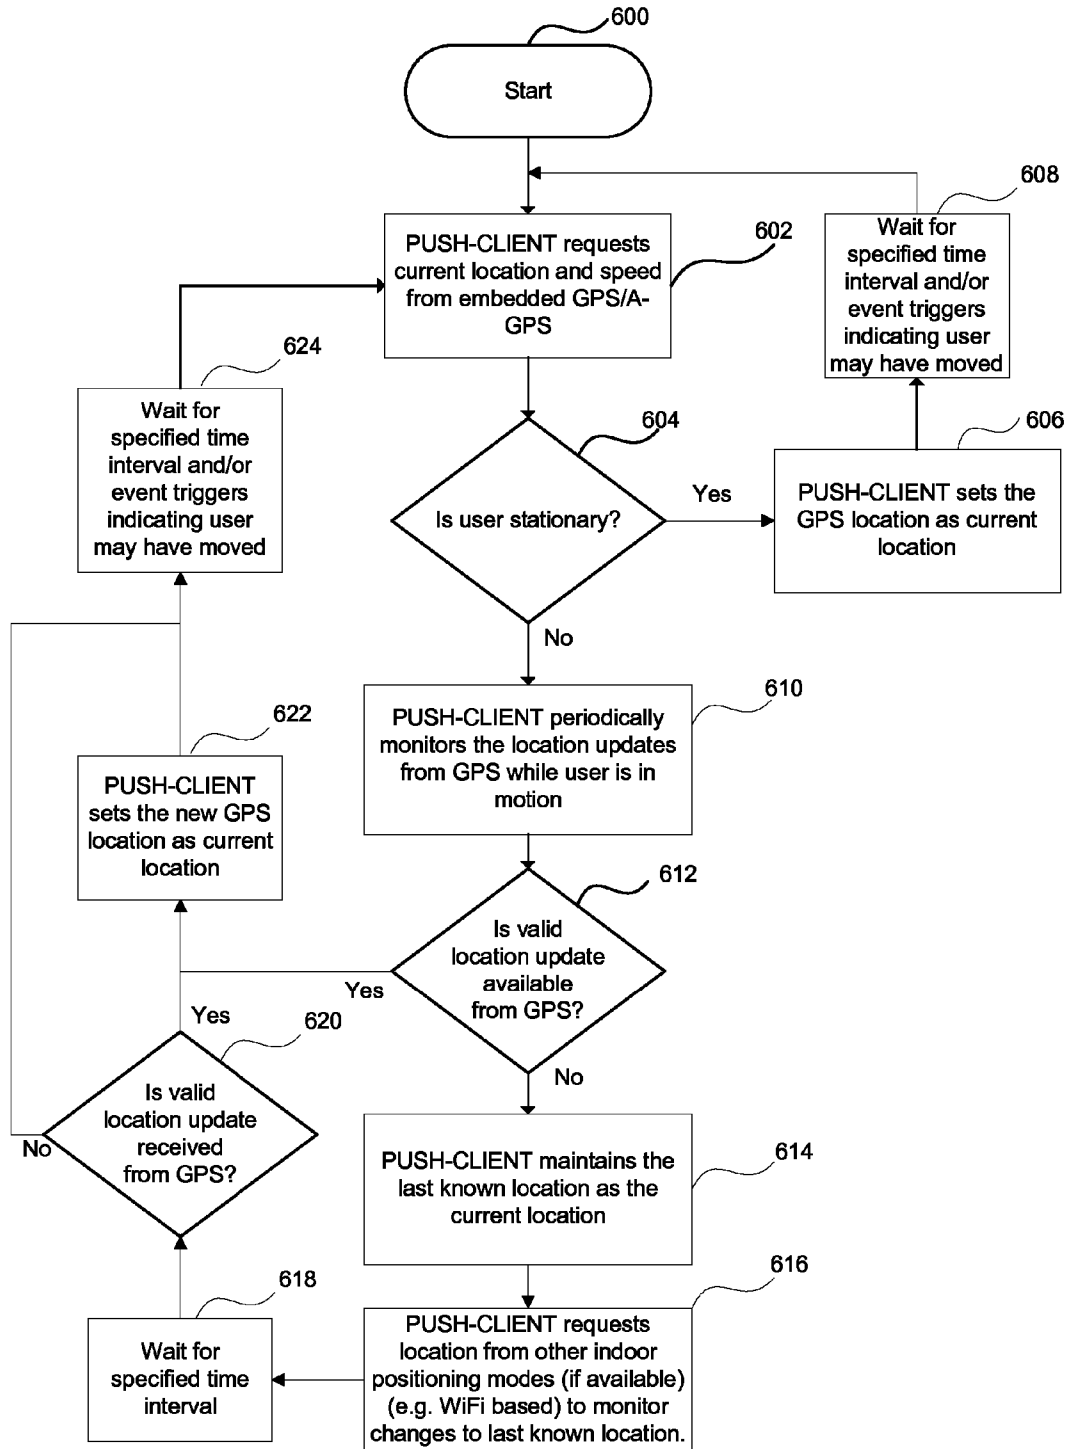 600
Start
608
Wait for
specified time
interval and/or
event triggers
indicating user
may have moved
602
PUSH-CLIENT requests
current location and speed
from embedded GPS/A-
GPS
624
Wait for
specified time
interval and/or
event triggers
indicating user
may have moved
604
Is user stationary?
Yes
606
PUSH-CLIENT sets the
GPS location as current
location
No
610
PUSH-CLIENT periodically
monitors the location updates
from GPS while user is in
motion
622
PUSH-CLIENT
sets the new GPS
location as current
location
612
Is valid
location update
available
from GPS?
Yes
Yes
620
Is valid
location update
received
from GPS?
No
No
614
PUSH-CLIENT maintains the
last known location as the
current location
616
PUSH-CLIENT requests
location from other indoor
positioning modes (if available)
(e.g. WiFi based) to monitor
changes to last known location.
618
Wait for
specified time
interval